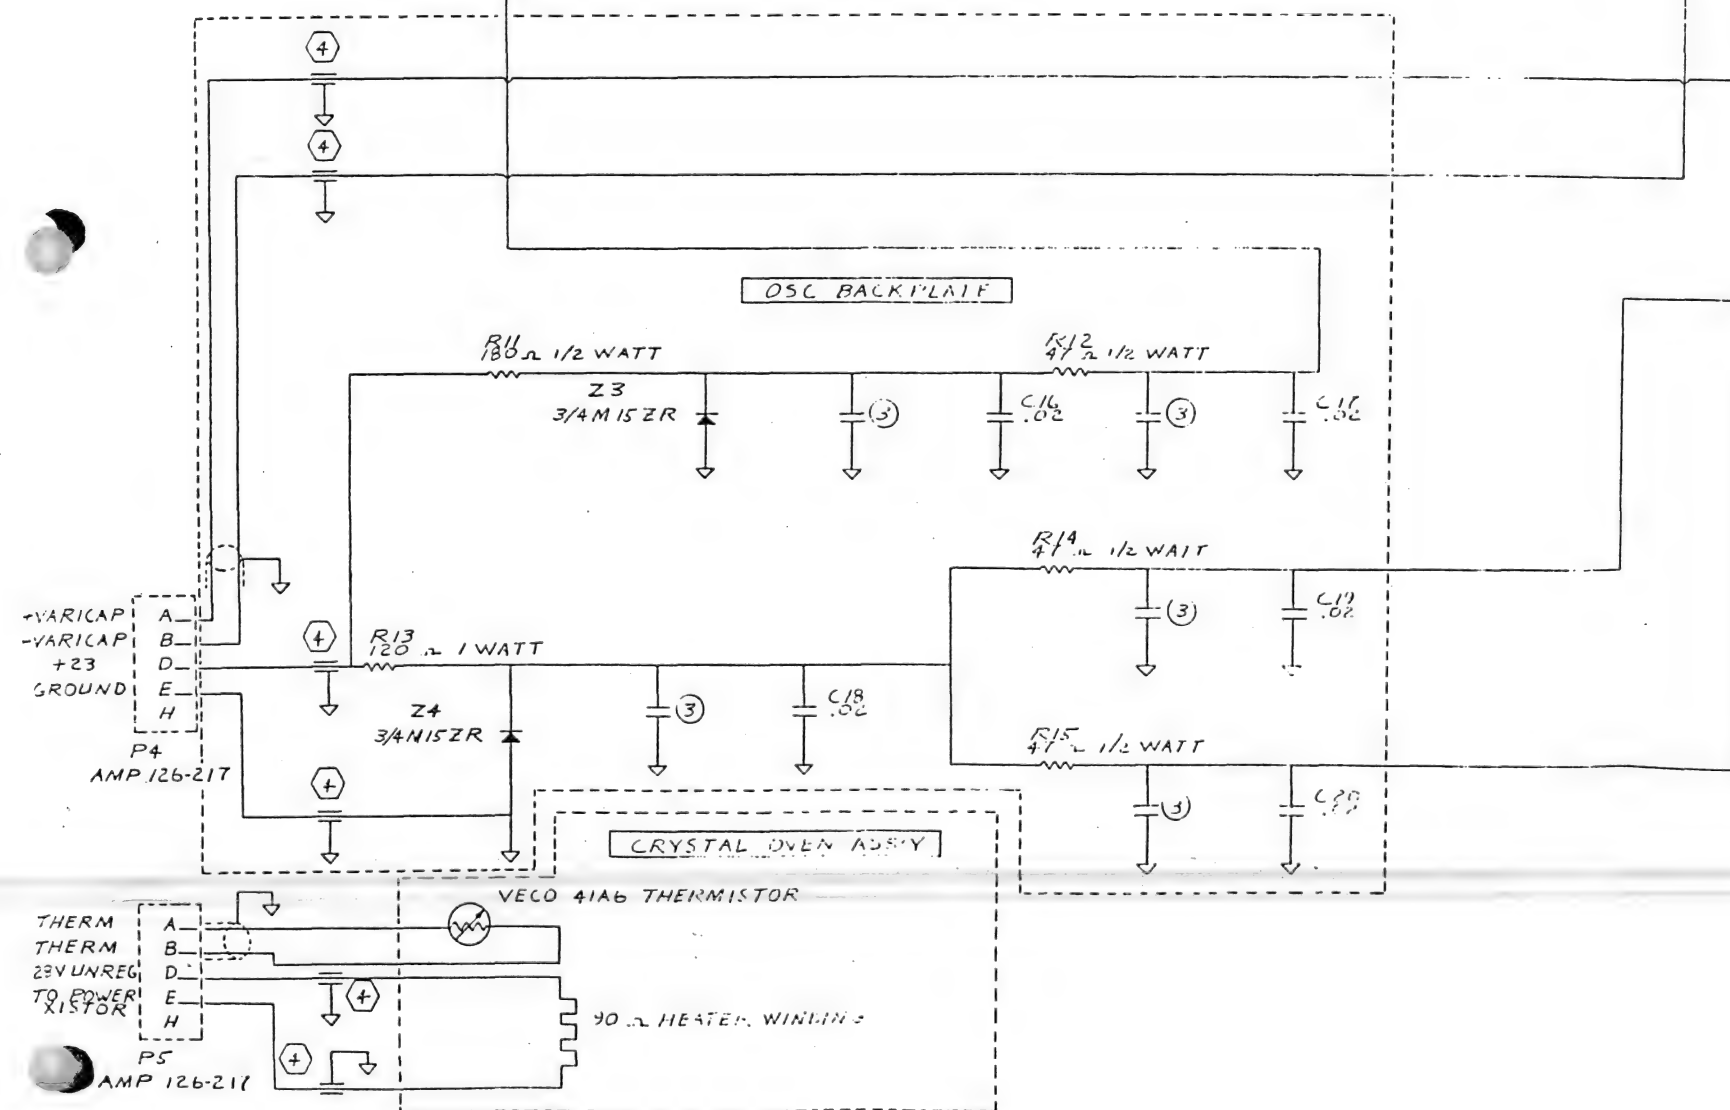 4
4
OSC BACKPLATE
R11
180 Ω 1/2 WATT
R12
47 Ω 1/2 WATT
Z3
3/4M15ZR
3
C16
.02
3
.02
R14
47 Ω 1/2 WATT
+VARICAP A
-VARICAP B
+23 D
GROUND E
H
P4
AMP 126-217
4
R13
120 Ω 1 WATT
3
C19
.02
Z4
3/4M15ZR
3
C18
.02
R15
47 Ω 1/2 WATT
4
3
C20
CRYSTAL OVEN ASS'Y
VECO 41A6 THERMISTOR
THERM A
THERM B
28V UNREG D
TO POWER E
XISTOR
H
P5
AMP 126-217
4
4
90 Ω HEATER WINDING